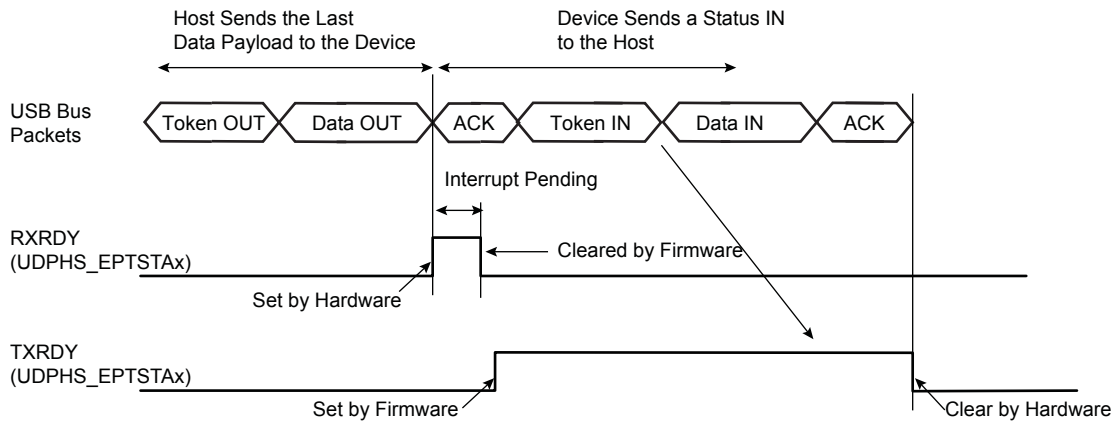 Host Sends the Last
Data Payload to the Device
Device Sends a Status IN
to the Host
USB Bus
Packets
Token OUT
Data OUT
ACK
Token IN
Data IN
ACK
Interrupt Pending
RXRDY
(UDPHS_EPTSTAx)
Cleared by Firmware
Set by Hardware
TXRDY
(UDPHS_EPTSTAx)
Set by Firmware
Clear by Hardware